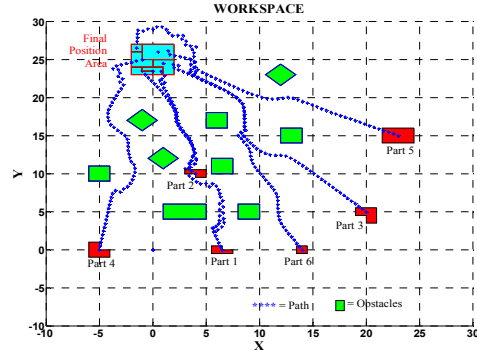 WORKSPACE
30
25
20
15
10
5
0
-5
-10
Y
Final
Position
Area
Part 5
Part 2
Part 3
Part 4
Part 1
Part 6
**** = Path
= Obstacles
-10
-5
0
5
10
15
20
25
30
X